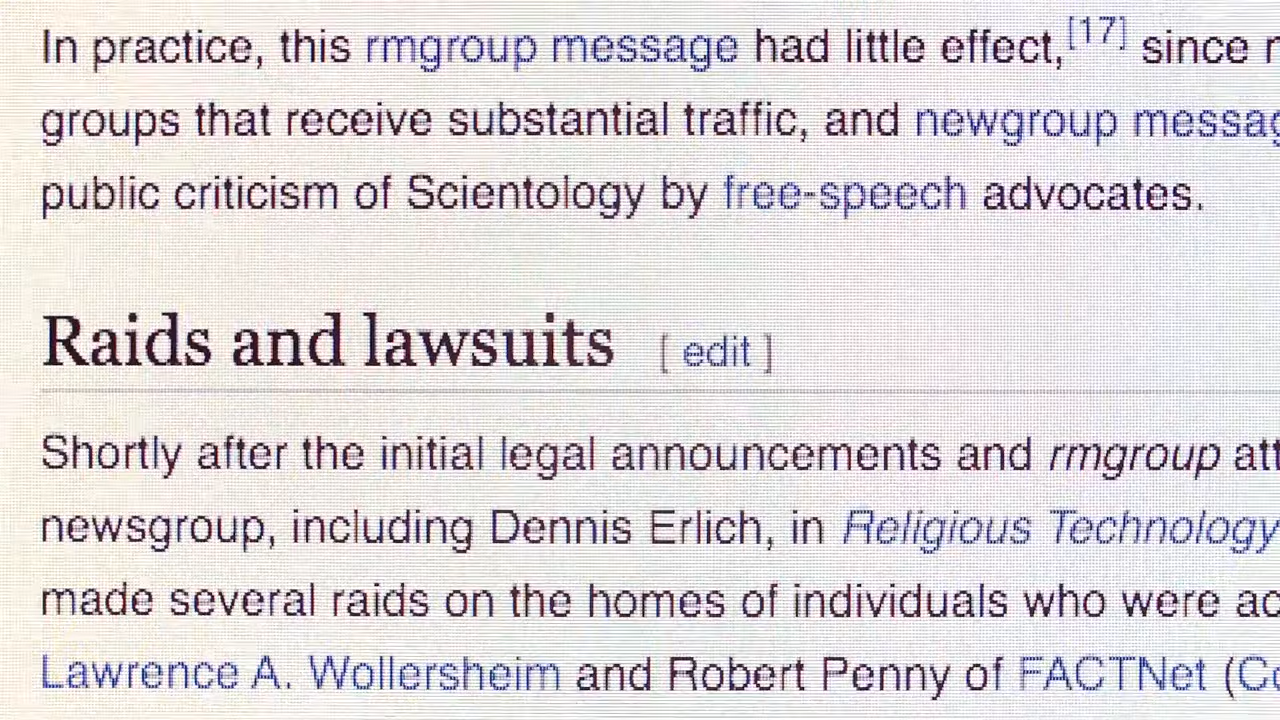 In practice, this rmgroup message had little effect,[17] since
groups that receive substantial traffic, and newgroup messag
public criticism of Scientology by free-speech advocates.
Raids and lawsuits [ edit ]
Shortly after the initial legal announcements and rmgroup att
newsgroup, including Dennis Erlich, in Religious Technology
made several raids on the homes of individuals who were ac
Lawrence A. Wollersheim and Robert Penny of FACTNet (Co